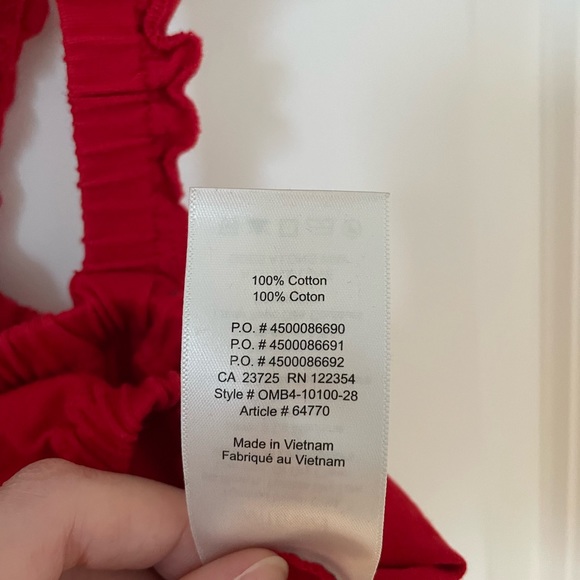 100% Cotton
100% Coton
P.O. # 4500086690
P.O. # 4500086691
P.O. # 4500086692
CA 23725 RN 122354
Style # OMB4-10100-28
Article # 64770
Made in Vietnam
Fabriqué au Vietnam